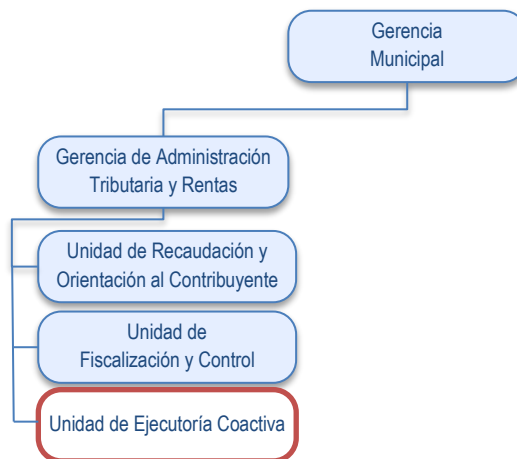 Gerencia
Municipal
Gerencia de Administración
Tributaria y Rentas
Unidad de Recaudación y
Orientación al Contribuyente
Unidad de
Fiscalización y Control
Unidad de Ejecutoría Coactiva